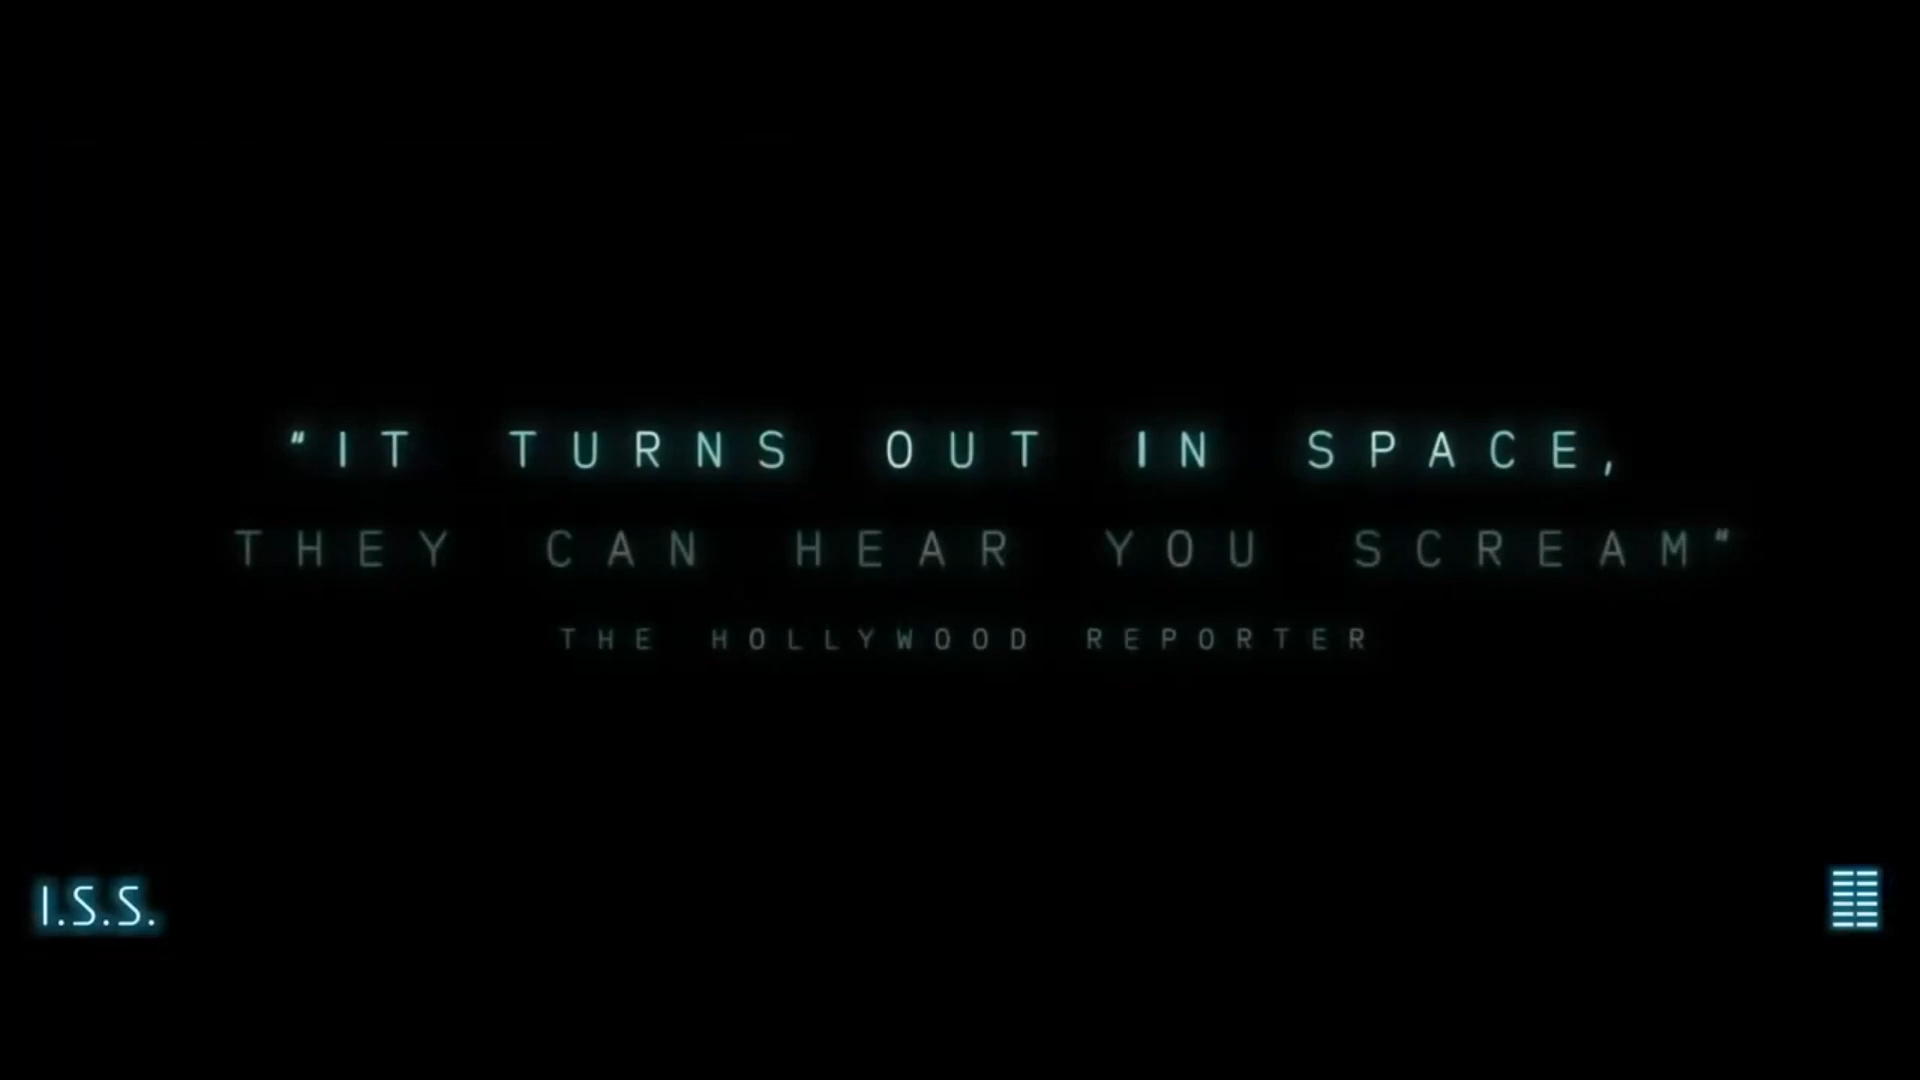 “IT TURNS OUT IN SPACE,
THEY CAN HEAR YOU SCREAM”
THE HOLLYWOOD REPORTER
I.S.S.